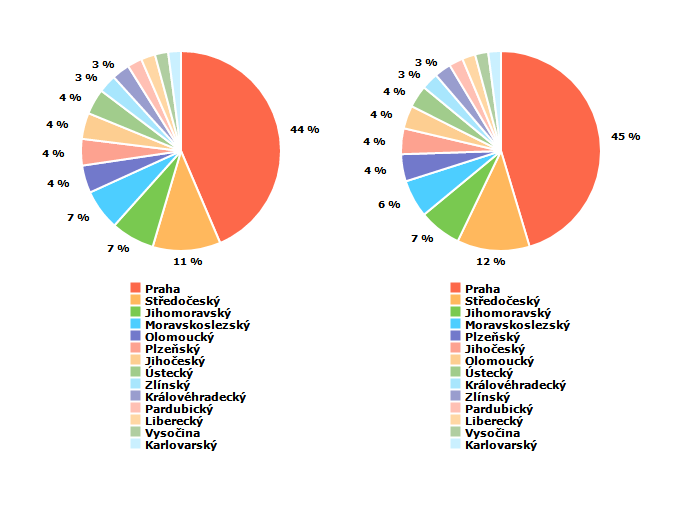 44 %
11 %
7 %
7 %
4 %
4 %
4 %
4 %
3 %
3 %
Praha
Středočeský
Jihomoravský
Moravskoslezský
Olomoucký
Plzeňský
Jihočeský
Ústecký
Zlínský
Královéhradecký
Pardubický
Liberecký
Vysočina
Karlovarský
45 %
12 %
7 %
6 %
4 %
4 %
4 %
4 %
3 %
3 %
Praha
Středočeský
Jihomoravský
Moravskoslezský
Plzeňský
Jihočeský
Olomoucký
Ústecký
Královéhradecký
Zlínský
Pardubický
Liberecký
Vysočina
Karlovarský